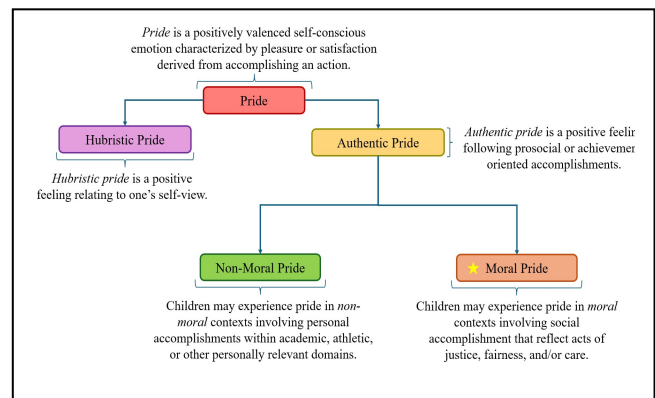 Pride is a positively valenced self-conscious
emotion characterized by pleasure or satisfaction
derived from accomplishing an action.
Pride
Hubristic Pride
Authentic Pride
Authentic pride is a positive feelin
following prosocial or achievemen
oriented accomplishments.
Hubristic pride is a positive
feeling relating to one's self-view.
Non-Moral Pride
Moral Pride
Children may experience pride in non-
moral contexts involving personal
accomplishments within academic, athletic,
or other personally relevant domains.
Children may experience pride in moral
contexts involving social
accomplishment that reflect acts of
justice, fairness, and/or care.